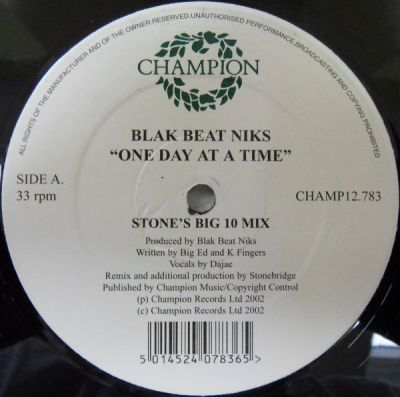 ALL RIGHTS OF THE MANUFACTURER AND OF THE OWNER RESERVED.UNAUTHORISED PERFORMANCE,BROADCASTING AND COPYING PROHIBITED
CHAMPION
BLAK BEAT NIKS
“ONE DAY AT A TIME”
SIDE A.
33 rpm
CHAMP12.783
STONE'S BIG 10 MIX
Produced by Blak Beat Niks
Written by Big Ed and K Fingers
Vocals by Dajae
Remix and additional production by Stonebridge
Published by Champion Music/Copyright Control
(p) Champion Records Ltd 2002
(c) Champion Records Ltd 2002
5 014524 078365 >